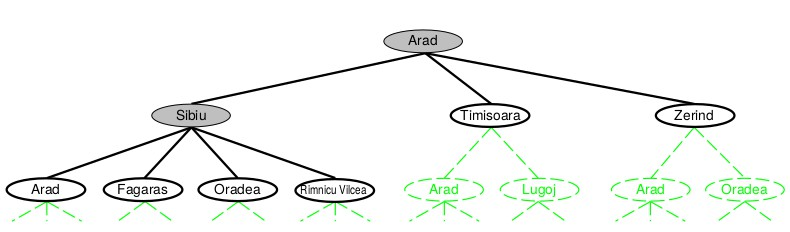 Arad
Sibiu
Timisoara
Zerind
Arad
Fagaras
Oradea
Rimnicu Vilcea
Arad
Lugoj
Arad
Oradea